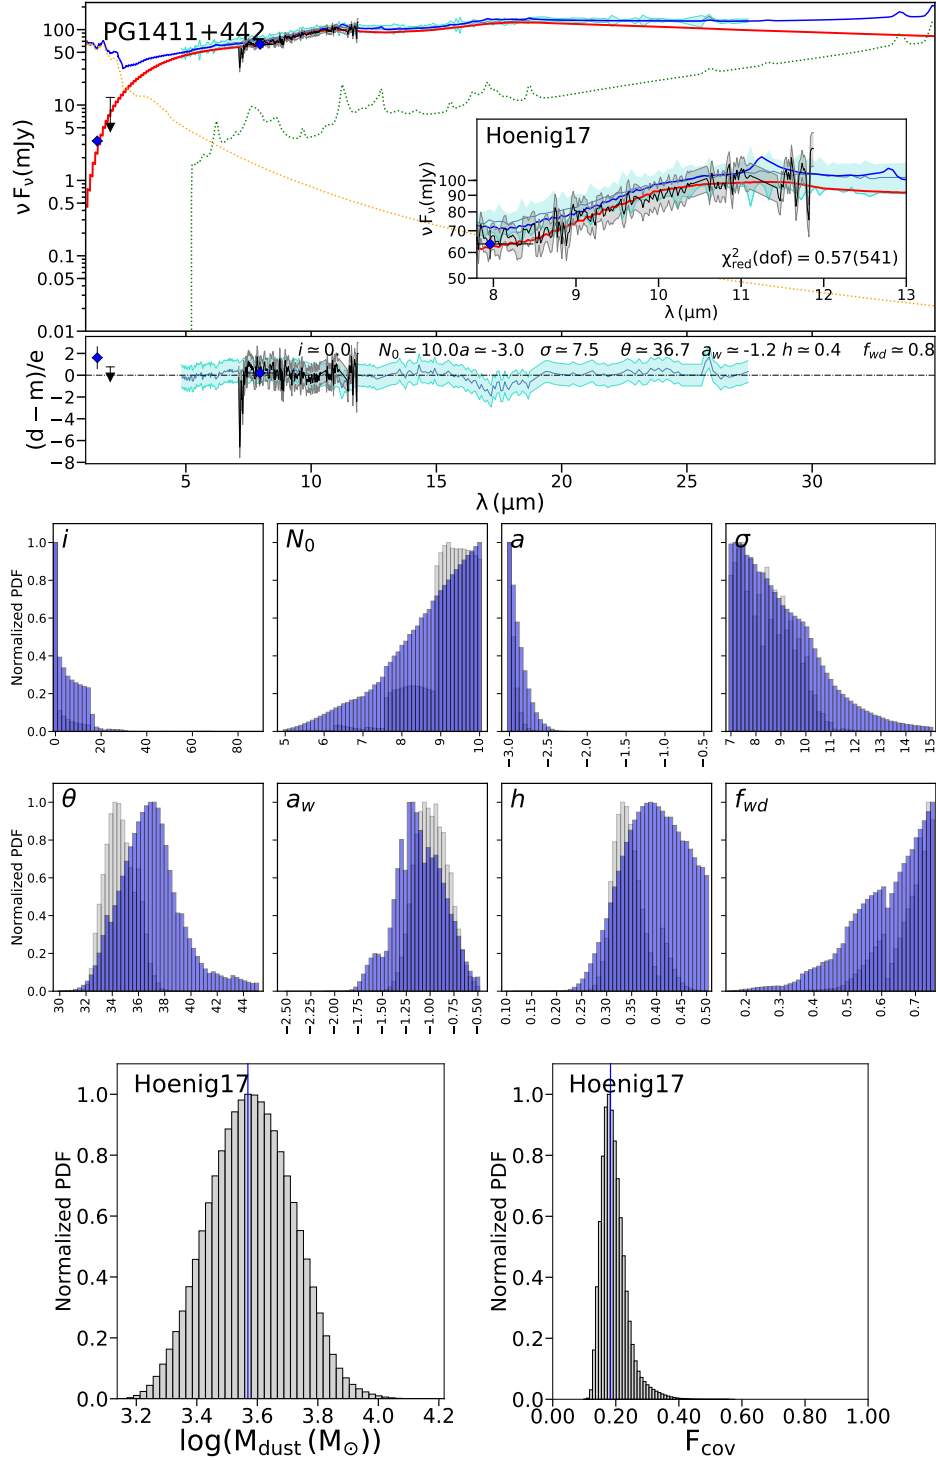 PG1411+442
νFν(mJy)
100
50
10
5
1
0.5
0.1
0.05
0.01
Hoenig17
νFν(mJy)
100
90
80
70
60
50
χ²red(dof) = 0.57(541)
8 9 10 11 12 13
λ(μm)
i ≃ 0.0 N0 ≃ 10.0 a ≃ -3.0 σ ≃ 7.5 θ ≃ 36.7 aw ≃ -1.2 h ≃ 0.4 fwd ≃ 0.8
(d − m)/e
2
0
−2
−4
−6
−8
5 10 15 20 25 30
λ(μm)
i N0 a σ
Normalized PDF
1.0
0.8
0.6
0.4
0.2
0.0
0 20 40 60 80
5 6 7 8 9 10
−3.0 −2.5 −2.0 −1.5 −1.0 −0.5
7 8 9 10 11 12 13 14 15
θ aw h fwd
Normalized PDF
1.0
0.8
0.6
0.4
0.2
0.0
30 32 34 36 38 40 42 44
−2.50 −2.25 −2.00 −1.75 −1.50 −1.25 −1.00 −0.75 −0.50
0.10 0.15 0.20 0.25 0.30 0.35 0.40 0.45 0.50
0.2 0.3 0.4 0.5 0.6 0.7
Hoenig17
Normalized PDF
1.0
0.8
0.6
0.4
0.2
0.0
3.2 3.4 3.6 3.8 4.0 4.2
log(Mdust (M⊙))
Hoenig17
Normalized PDF
1.0
0.8
0.6
0.4
0.2
0.0
0.00 0.20 0.40 0.60 0.80 1.00
Fcov